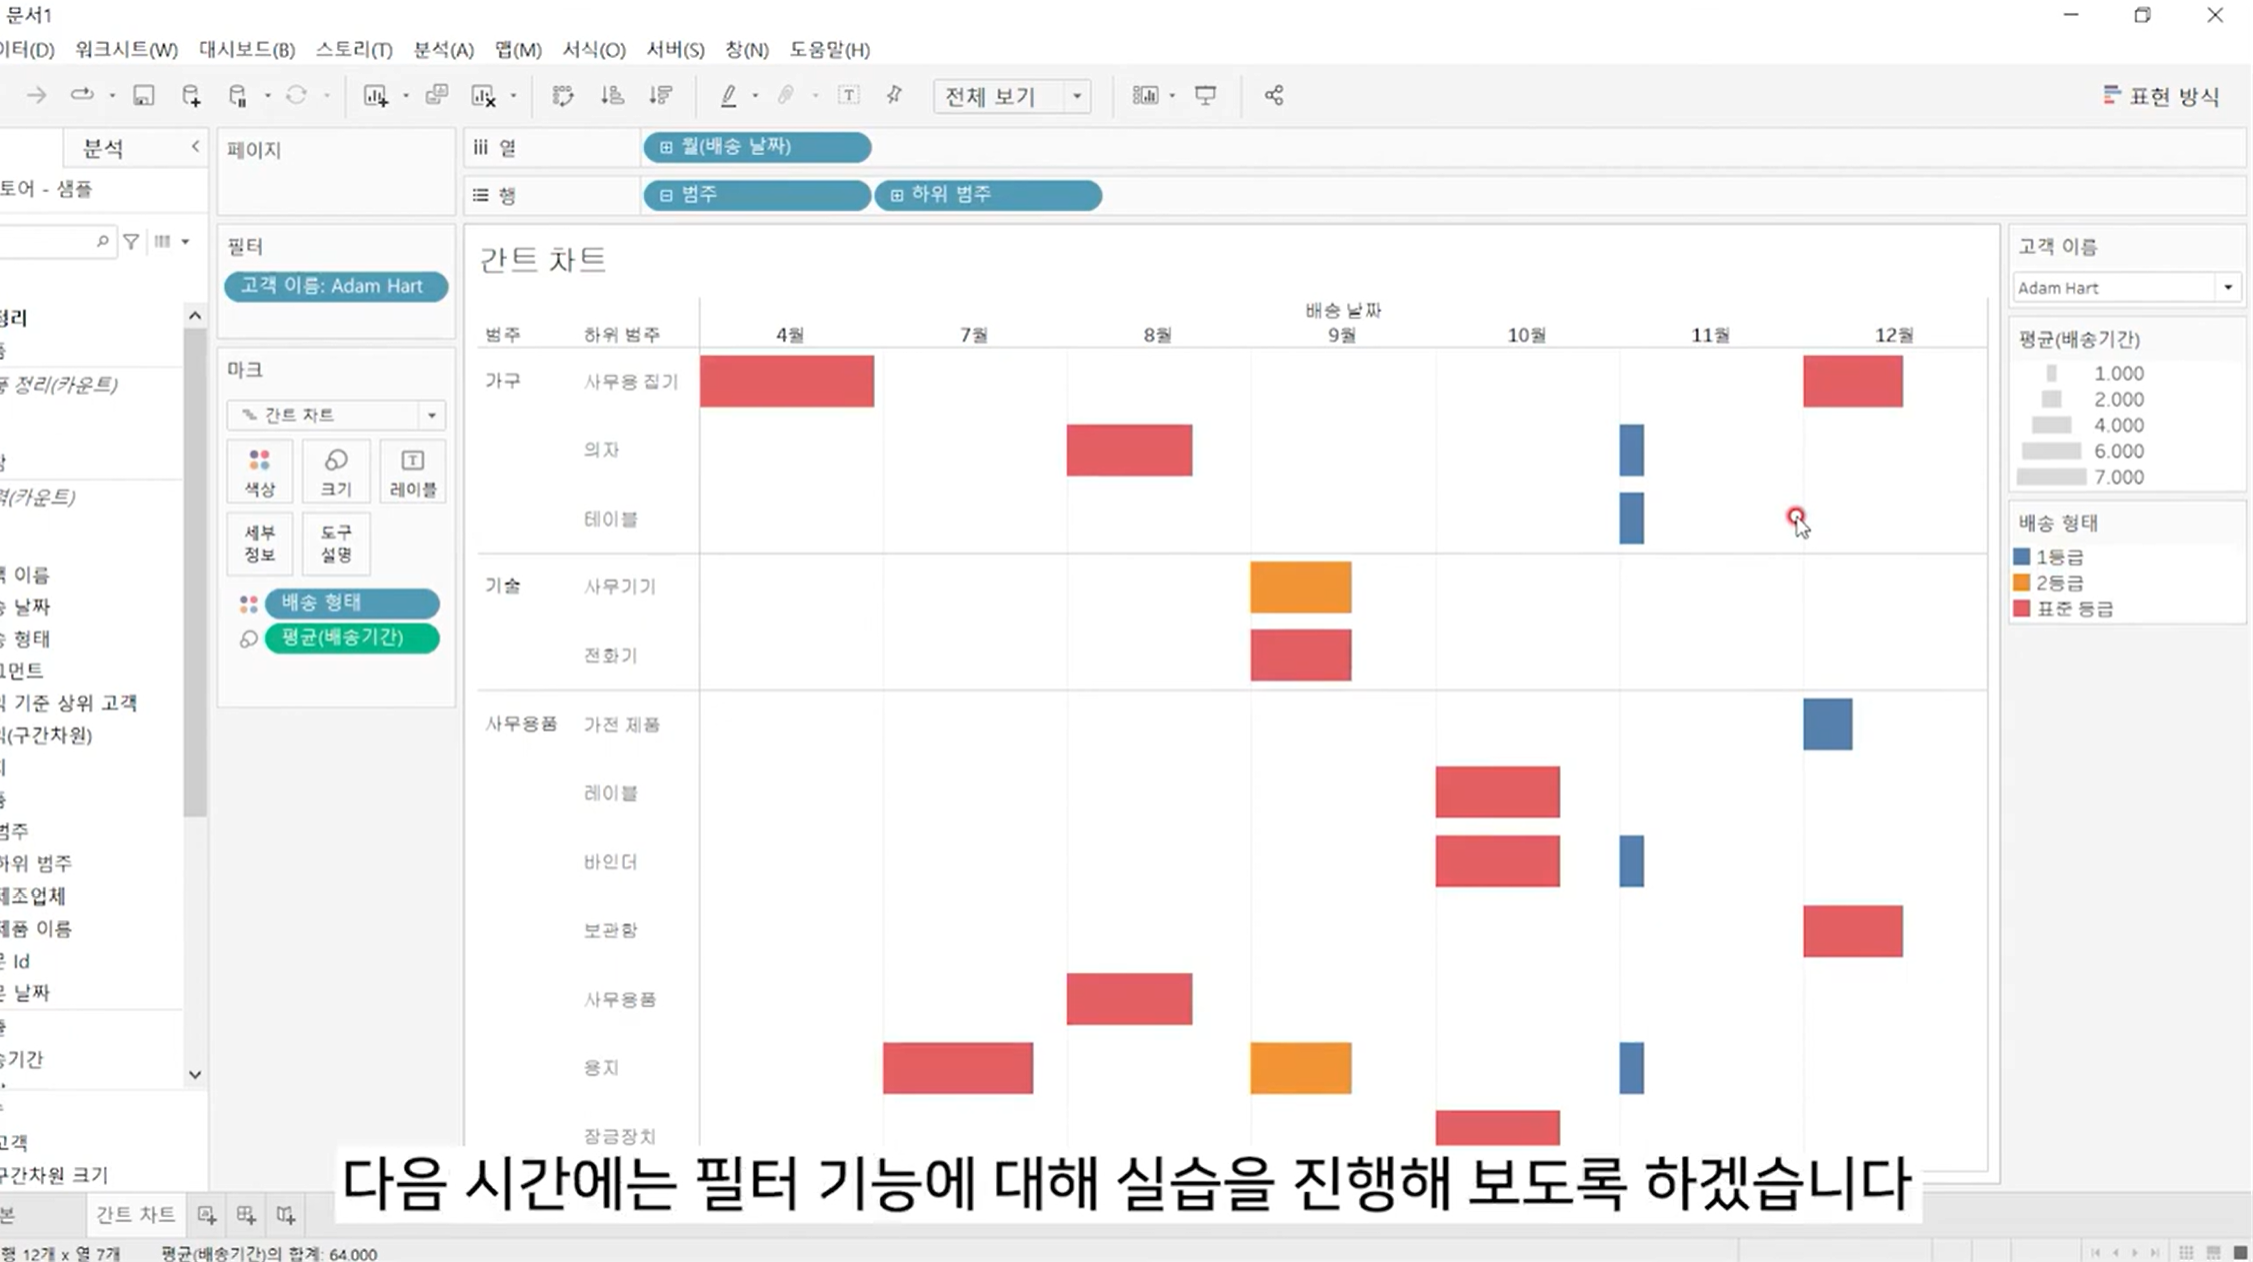 문서1
이터(D) 워크시트(W) 대시보드(B) 스토리(T) 분석(A) 맵(M) 서식(O) 서버(S) 창(N) 도움말(H)
전체 보기
표현 방식
분석
토어 - 샘플
정리
품 정리(카운트)
(카운트)
객 이름
송 날짜
송 형태
그먼트
익 기준 상위 고객
익(구간차원)
범주
하위 범주
제조업체
제품 이름
문 Id
문 날짜
송기간
고객
구간차원 크기
페이지
필터
고객 이름: Adam Hart
마크
간트 차트
색상 크기 레이블
세부 정보
도구 설명
배송 형태
평균(배송기간)
iii 열 월(배송 날짜)
행 범주 하위 범주
간트 차트
배송 날짜
범주 하위 범주 4월 7월 8월 9월 10월 11월 12월
가구 사무용 집기
의자
테이블
기술 사무기기
전화기
사무용품 가전 제품
레이블
바인더
보관함
사무용품
용지
잠금장치
고객 이름
Adam Hart
평균(배송기간)
1.000
2.000
4.000
6.000
7.000
배송 형태
1등급
2등급
표준 등급
다음 시간에는 필터 기능에 대해 실습을 진행해 보도록 하겠습니다
본 간트 차트
행 12개 x 열 7개 평균(배송기간)의 합계: 64.000